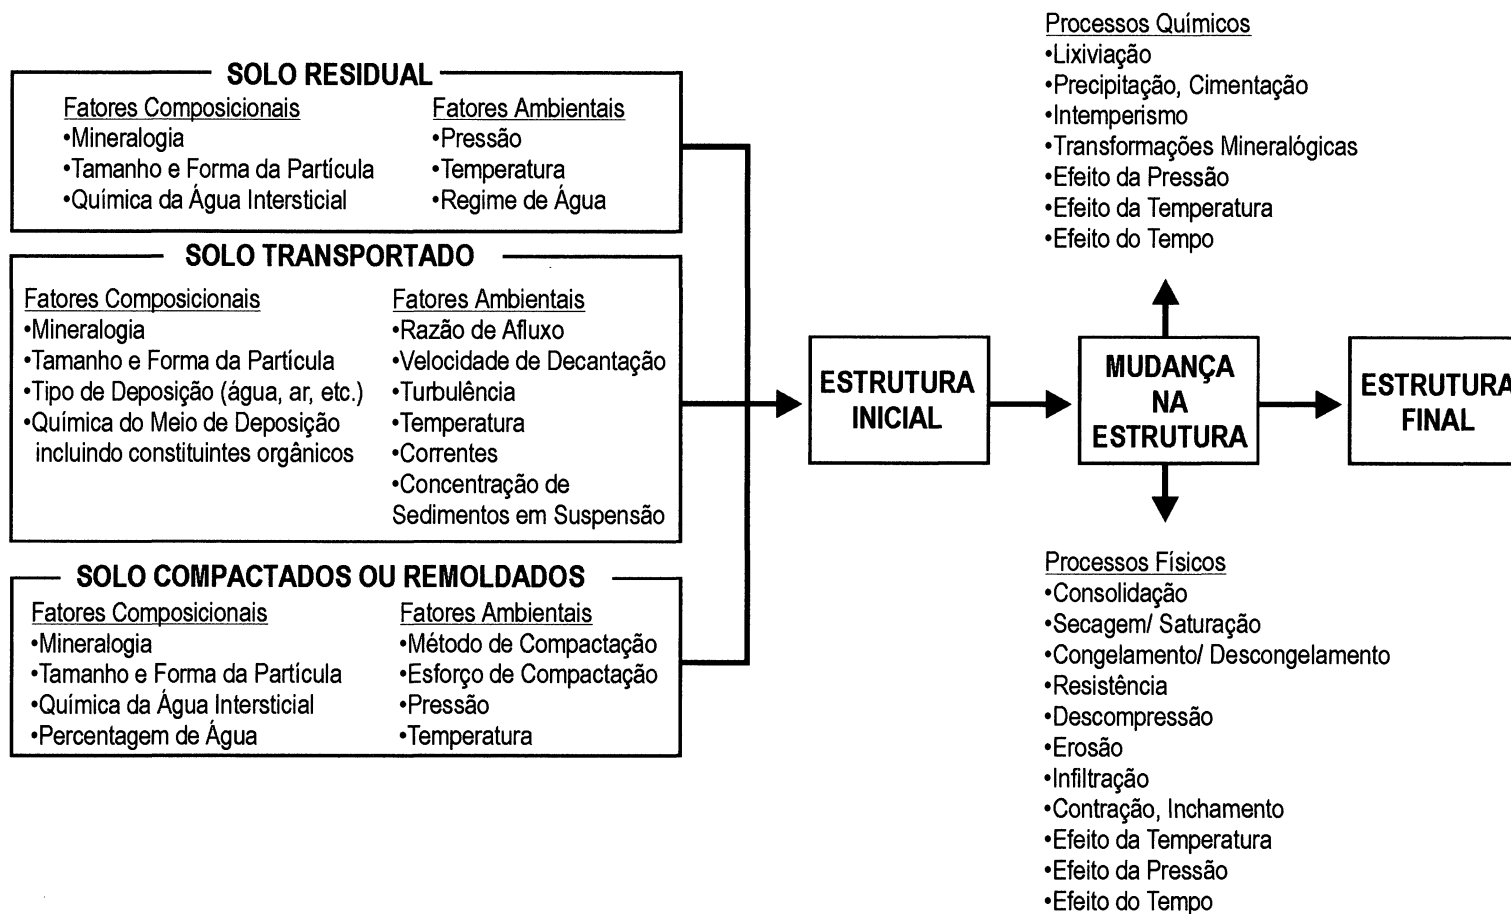 SOLO RESIDUAL
Fatores Composicionais
•Mineralogia
•Tamanho e Forma da Partícula
•Química da Água Intersticial
Fatores Ambientais
•Pressão
•Temperatura
•Regime de Água
SOLO TRANSPORTADO
Fatores Composicionais
•Mineralogia
•Tamanho e Forma da Partícula
•Tipo de Deposição (água, ar, etc.)
•Química do Meio de Deposição
incluindo constituintes orgânicos
Fatores Ambientais
•Razão de Afluxo
•Velocidade de Decantação
•Turbulência
•Temperatura
•Correntes
•Concentração de
Sedimentos em Suspensão
SOLO COMPACTADOS OU REMOLDADOS
Fatores Composicionais
•Mineralogia
•Tamanho e Forma da Partícula
•Química da Água Intersticial
•Percentagem de Água
Fatores Ambientais
•Método de Compactação
•Esforço de Compactação
•Pressão
•Temperatura
ESTRUTURA
INICIAL
Processos Químicos
•Lixiviação
•Precipitação, Cimentação
•Intemperismo
•Transformações Mineralógicas
•Efeito da Pressão
•Efeito da Temperatura
•Efeito do Tempo
MUDANÇA
NA
ESTRUTURA
Processos Físicos
•Consolidação
•Secagem/ Saturação
•Congelamento/ Descongelamento
•Resistência
•Descompressão
•Erosão
•Infiltração
•Contração, Inchamento
•Efeito da Temperatura
•Efeito da Pressão
•Efeito do Tempo
ESTRUTURA
FINAL